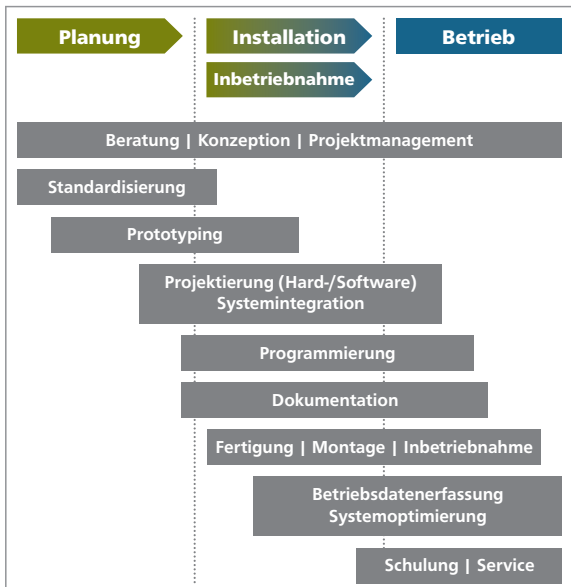 Planung
Installation
Betrieb
Inbetriebnahme
Beratung | Konzeption | Projektmanagement
Standardisierung
Prototyping
Projektierung (Hard-/Software)
Systemintegration
Programmierung
Dokumentation
Fertigung | Montage | Inbetriebnahme
Betriebsdatenerfassung
Systemoptimierung
Schulung | Service